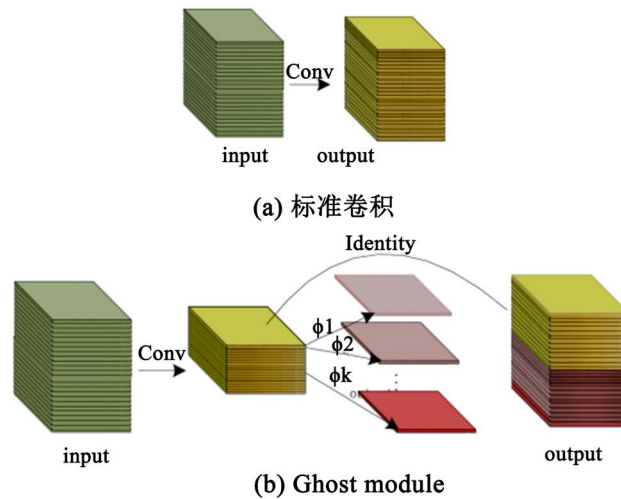 Conv
input output
(a) 标准卷积
Identity
Conv
ϕ1
ϕ2
ϕk
input
output
(b) Ghost module